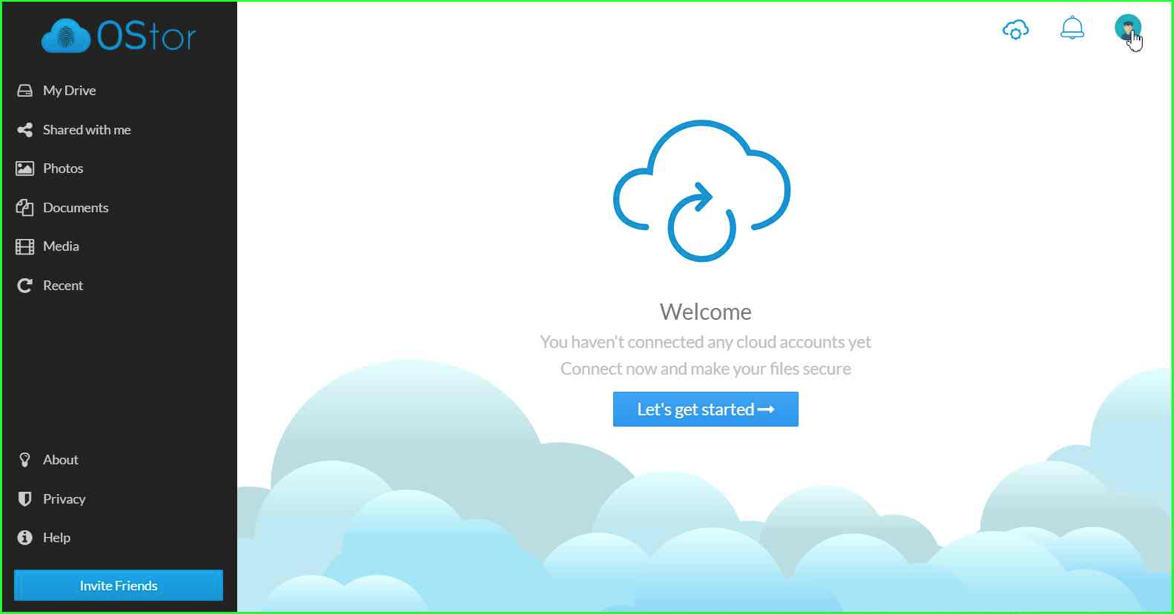 OStor
My Drive
Shared with me
Photos
Documents
Media
Recent
About
Privacy
Help
Invite Friends
Welcome
You haven't connected any cloud accounts yet
Connect now and make your files secure
Let's get started